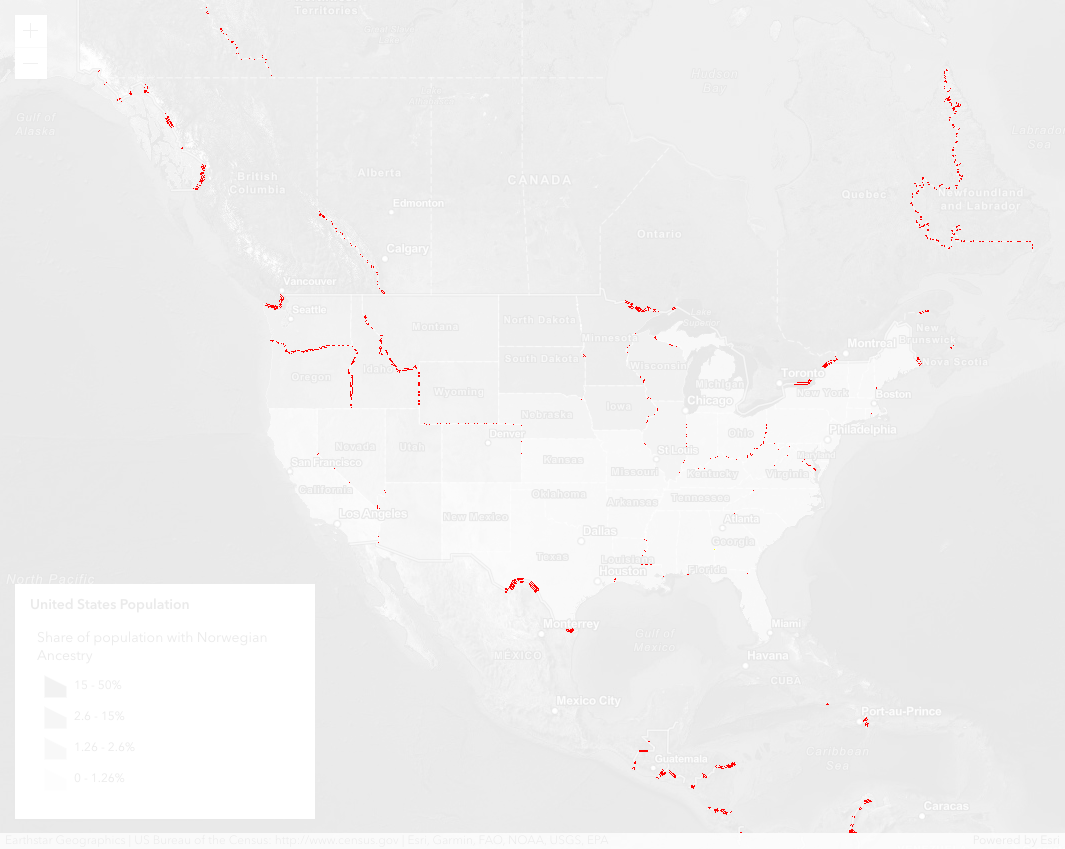 Territories
Hudson
Bay
Gulf of
Alaska
British
Columbia
Alberta
CANADA
Edmonton
Quebec
Newfoundland
and Labrador
Ontario
Calgary
Vancouver
Seattle
Montana
North Dakota
Minnesota
Montreal
New
Brunswick
Nova Scotia
South Dakota
Wisconsin
Michigan
Toronto
New York
Boston
Oregon
Idaho
Wyoming
Iowa
Chicago
Nebraska
Ohio
Philadelphia
Nevada
Utah
Denver
Kansas
Missouri
St Louis
Kentucky
Virginia
San Francisco
California
Oklahoma
Arkansas
Tennessee
Los Angeles
New Mexico
Dallas
Atlanta
Georgia
Texas
Louisiana
Houston
Florida
North Pacific
Monterrey
Gulf of
Mexico
Miami
MÉXICO
Havana
CUBA
Mexico City
Port-au-Prince
Guatemala
Caribbean
Sea
Caracas
United States Population
Share of population with Norwegian
Ancestry
15 - 50%
2.6 - 15%
1.26 - 2.6%
0 - 1.26%
Earthstar Geographics | US Bureau of the Census: http://www.census.gov | Esri, Garmin, FAO, NOAA, USGS, EPA
Powered by Esri